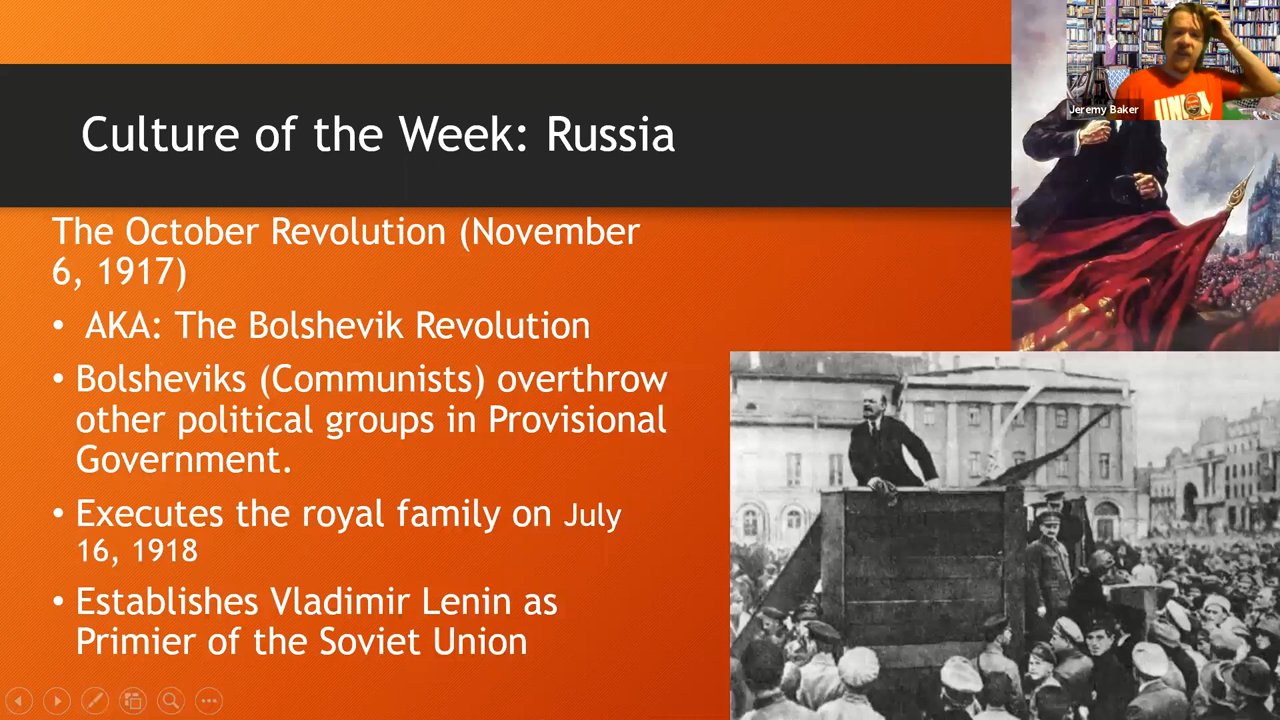 Culture of the Week: Russia
The October Revolution (November
6, 1917)
• AKA: The Bolshevik Revolution
• Bolsheviks (Communists) overthrow
other political groups in Provisional
Government.
• Executes the royal family on July
16, 1918
• Establishes Vladimir Lenin as
Primier of the Soviet Union
Jeremy Baker